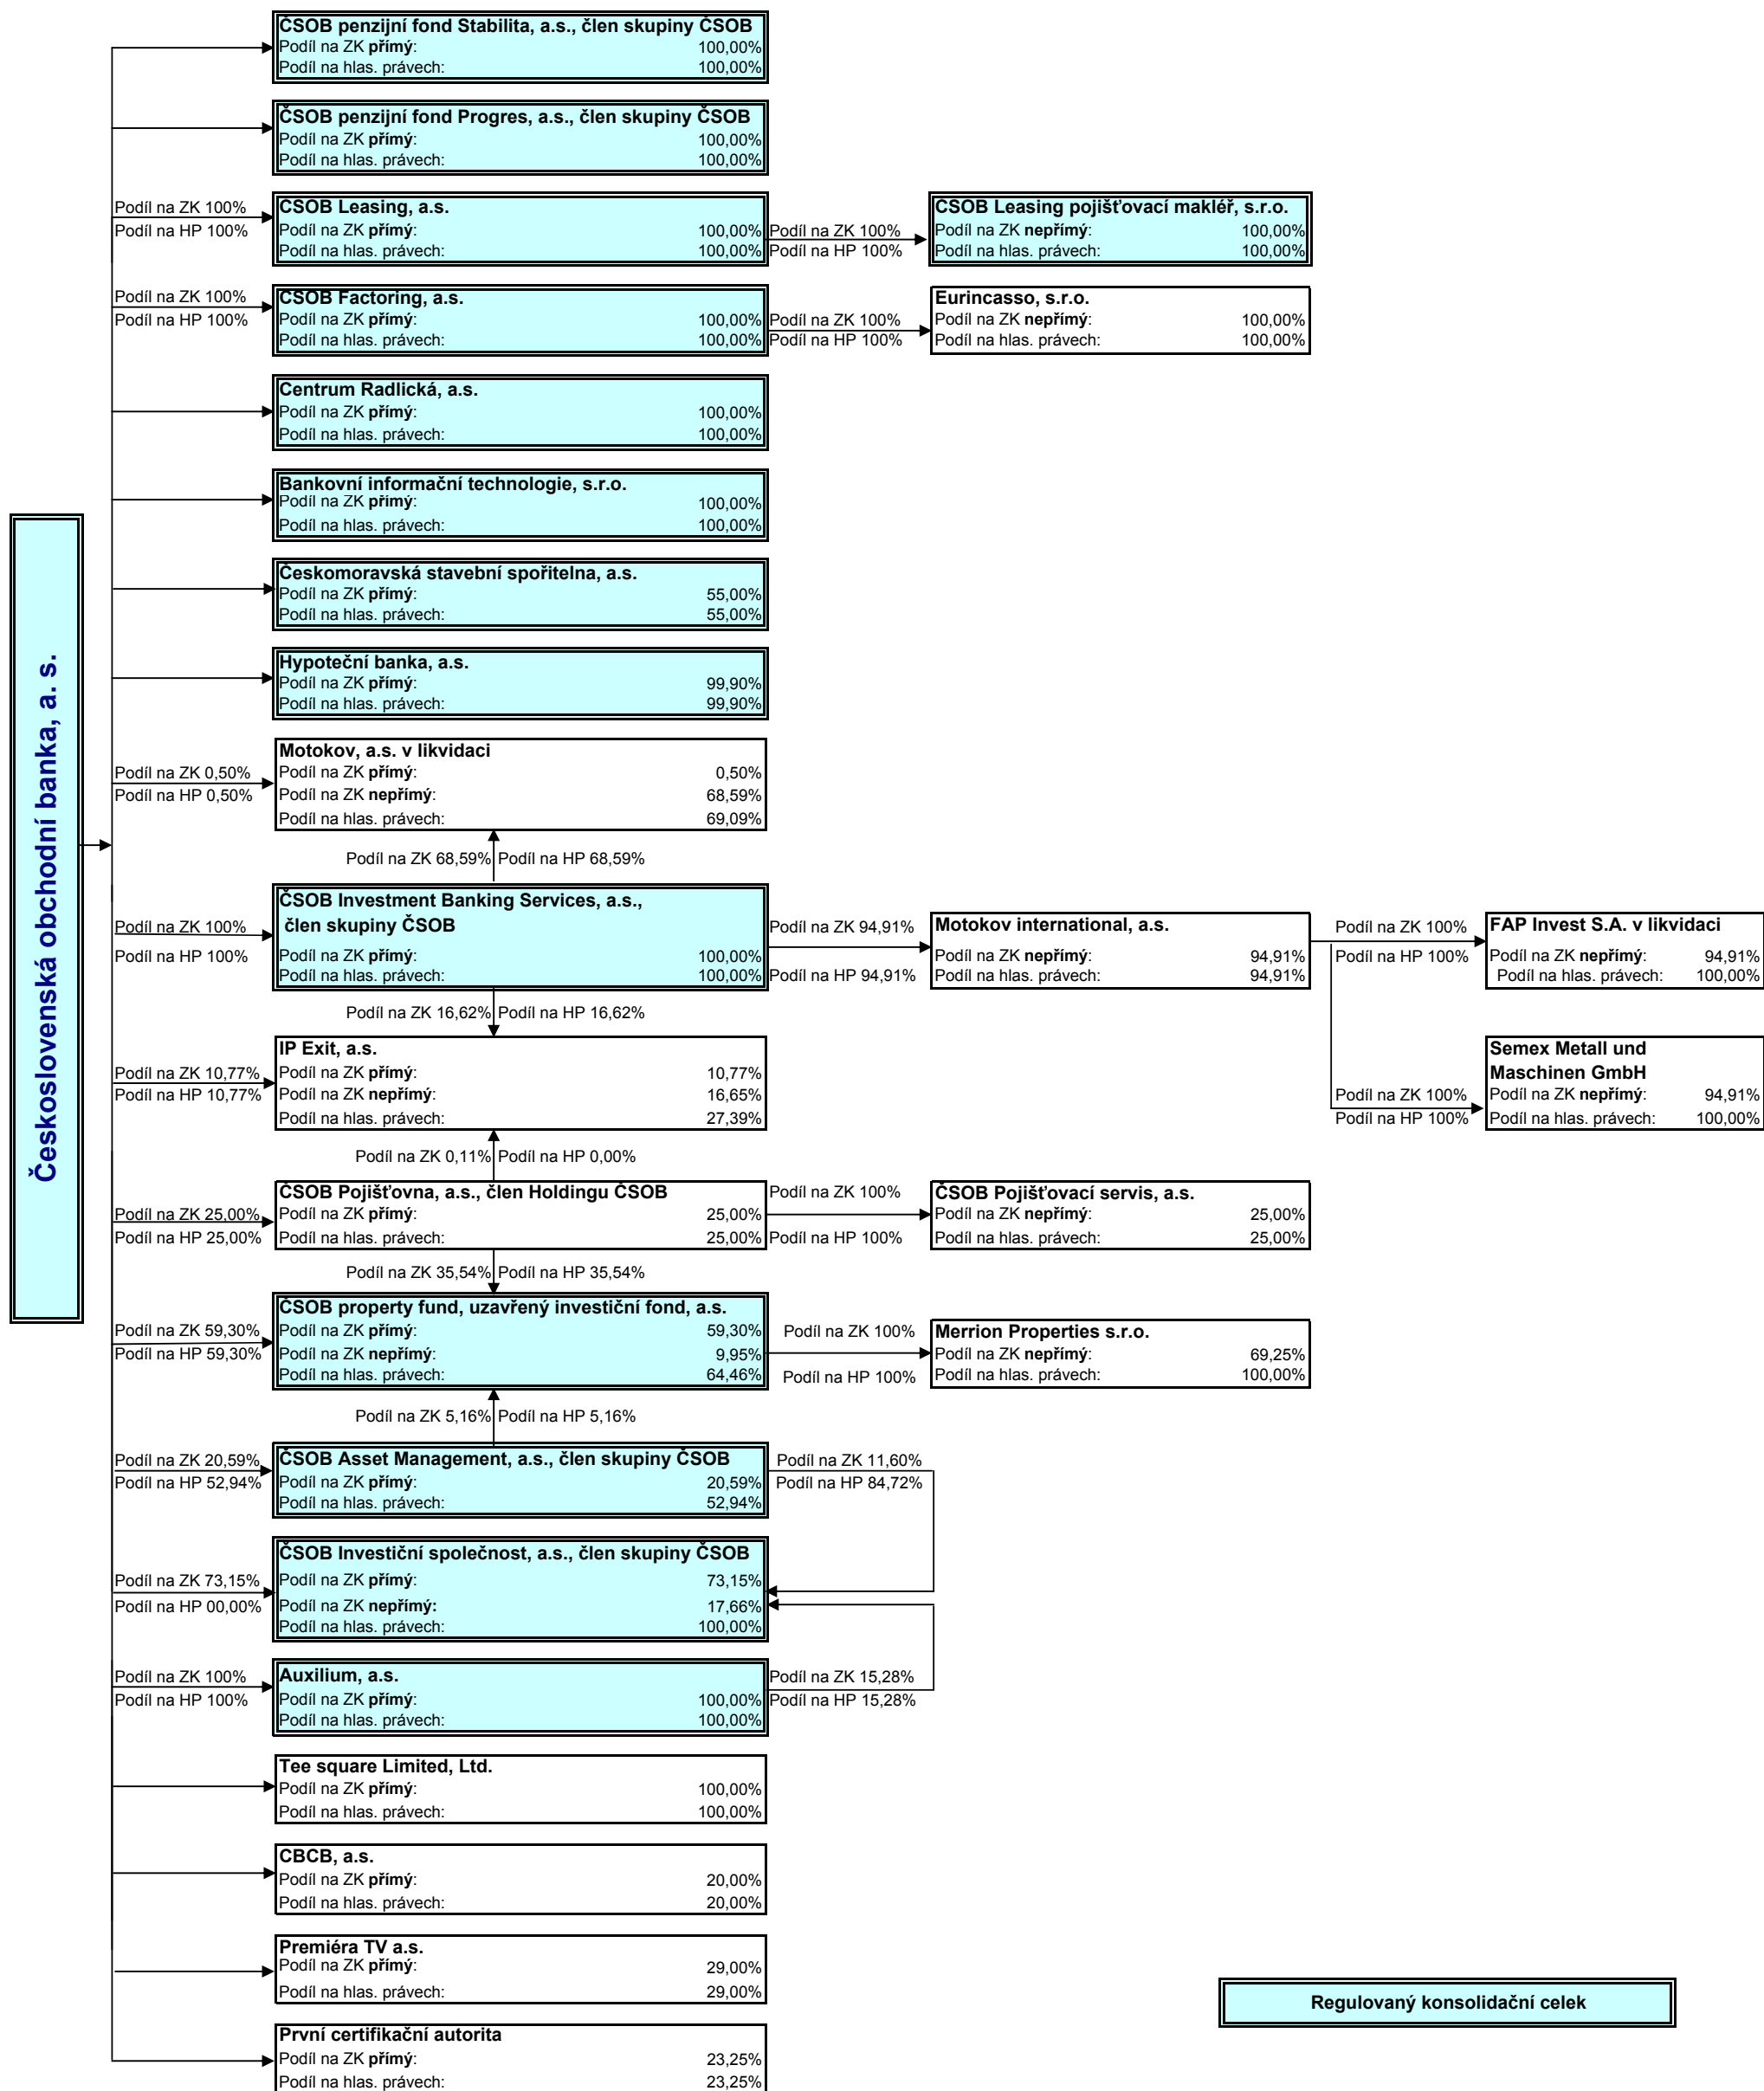 Československá obchodní banka, a. s.
ČSOB penzijní fond Stabilita, a.s., člen skupiny ČSOB
Podíl na ZK přímý: 100,00%
Podíl na hlas. právech: 100,00%
ČSOB penzijní fond Progres, a.s., člen skupiny ČSOB
Podíl na ZK přímý: 100,00%
Podíl na hlas. právech: 100,00%
Podíl na ZK 100%
Podíl na HP 100%
ČSOB Leasing, a.s.
Podíl na ZK přímý: 100,00%
Podíl na hlas. právech: 100,00%
Podíl na ZK 100%
Podíl na HP 100%
ČSOB Leasing pojišťovací makléř, s.r.o.
Podíl na ZK nepřímý: 100,00%
Podíl na hlas. právech: 100,00%
Podíl na ZK 100%
Podíl na HP 100%
ČSOB Factoring, a.s.
Podíl na ZK přímý: 100,00%
Podíl na hlas. právech: 100,00%
Podíl na ZK 100%
Podíl na HP 100%
Eurincasso, s.r.o.
Podíl na ZK nepřímý: 100,00%
Podíl na hlas. právech: 100,00%
Centrum Radlická, a.s.
Podíl na ZK přímý: 100,00%
Podíl na hlas. právech: 100,00%
Bankovní informační technologie, s.r.o.
Podíl na ZK přímý: 100,00%
Podíl na hlas. právech: 100,00%
Českomoravská stavební spořitelna, a.s.
Podíl na ZK přímý: 55,00%
Podíl na hlas. právech: 55,00%
Hypoteční banka, a.s.
Podíl na ZK přímý: 99,90%
Podíl na hlas. právech: 99,90%
Podíl na ZK 0,50%
Podíl na HP 0,50%
Motokov, a.s. v likvidaci
Podíl na ZK přímý: 0,50%
Podíl na ZK nepřímý: 68,59%
Podíl na hlas. právech: 69,09%
Podíl na ZK 68,59% Podíl na HP 68,59%
Podíl na ZK 100%
Podíl na HP 100%
ČSOB Investment Banking Services, a.s.,
člen skupiny ČSOB
Podíl na ZK přímý: 100,00%
Podíl na hlas. právech: 100,00%
Podíl na ZK 94,91%
Podíl na HP 94,91%
Motokov international, a.s.
Podíl na ZK nepřímý: 94,91%
Podíl na hlas. právech: 94,91%
Podíl na ZK 100%
Podíl na HP 100%
FAP Invest S.A. v likvidaci
Podíl na ZK nepřímý: 94,91%
Podíl na hlas. právech: 100,00%
Podíl na ZK 16,62% Podíl na HP 16,62%
Podíl na ZK 10,77%
Podíl na HP 10,77%
IP Exit, a.s.
Podíl na ZK přímý: 10,77%
Podíl na ZK nepřímý: 16,65%
Podíl na hlas. právech: 27,39%
Podíl na ZK 100%
Podíl na HP 100%
Semex Metall und
Maschinen GmbH
Podíl na ZK nepřímý: 94,91%
Podíl na hlas. právech: 100,00%
Podíl na ZK 0,11% Podíl na HP 0,00%
Podíl na ZK 25,00%
Podíl na HP 25,00%
ČSOB Pojišťovna, a.s., člen Holdingu ČSOB
Podíl na ZK přímý: 25,00%
Podíl na hlas. právech: 25,00%
Podíl na ZK 100%
Podíl na HP 100%
ČSOB Pojišťovací servis, a.s.
Podíl na ZK nepřímý: 25,00%
Podíl na hlas. právech: 25,00%
Podíl na ZK 35,54% Podíl na HP 35,54%
Podíl na ZK 59,30%
Podíl na HP 59,30%
ČSOB property fund, uzavřený investiční fond, a.s.
Podíl na ZK přímý: 59,30%
Podíl na ZK nepřímý: 9,95%
Podíl na hlas. právech: 64,46%
Podíl na ZK 100%
Podíl na HP 100%
Merrion Properties s.r.o.
Podíl na ZK nepřímý: 69,25%
Podíl na hlas. právech: 100,00%
Podíl na ZK 5,16% Podíl na HP 5,16%
Podíl na ZK 20,59%
Podíl na HP 52,94%
ČSOB Asset Management, a.s., člen skupiny ČSOB
Podíl na ZK přímý: 20,59%
Podíl na hlas. právech: 52,94%
Podíl na ZK 11,60%
Podíl na HP 84,72%
Podíl na ZK 73,15%
Podíl na HP 00,00%
ČSOB Investiční společnost, a.s., člen skupiny ČSOB
Podíl na ZK přímý: 73,15%
Podíl na ZK nepřímý: 17,66%
Podíl na hlas. právech: 100,00%
Podíl na ZK 100%
Podíl na HP 100%
Auxilium, a.s.
Podíl na ZK přímý: 100,00%
Podíl na hlas. právech: 100,00%
Podíl na ZK 15,28%
Podíl na HP 15,28%
Tee square Limited, Ltd.
Podíl na ZK přímý: 100,00%
Podíl na hlas. právech: 100,00%
CBCB, a.s.
Podíl na ZK přímý: 20,00%
Podíl na hlas. právech: 20,00%
Premiéra TV a.s.
Podíl na ZK přímý: 29,00%
Podíl na hlas. právech: 29,00%
Regulovaný konsolidační celek
První certifikační autorita
Podíl na ZK přímý: 23,25%
Podíl na hlas. právech: 23,25%